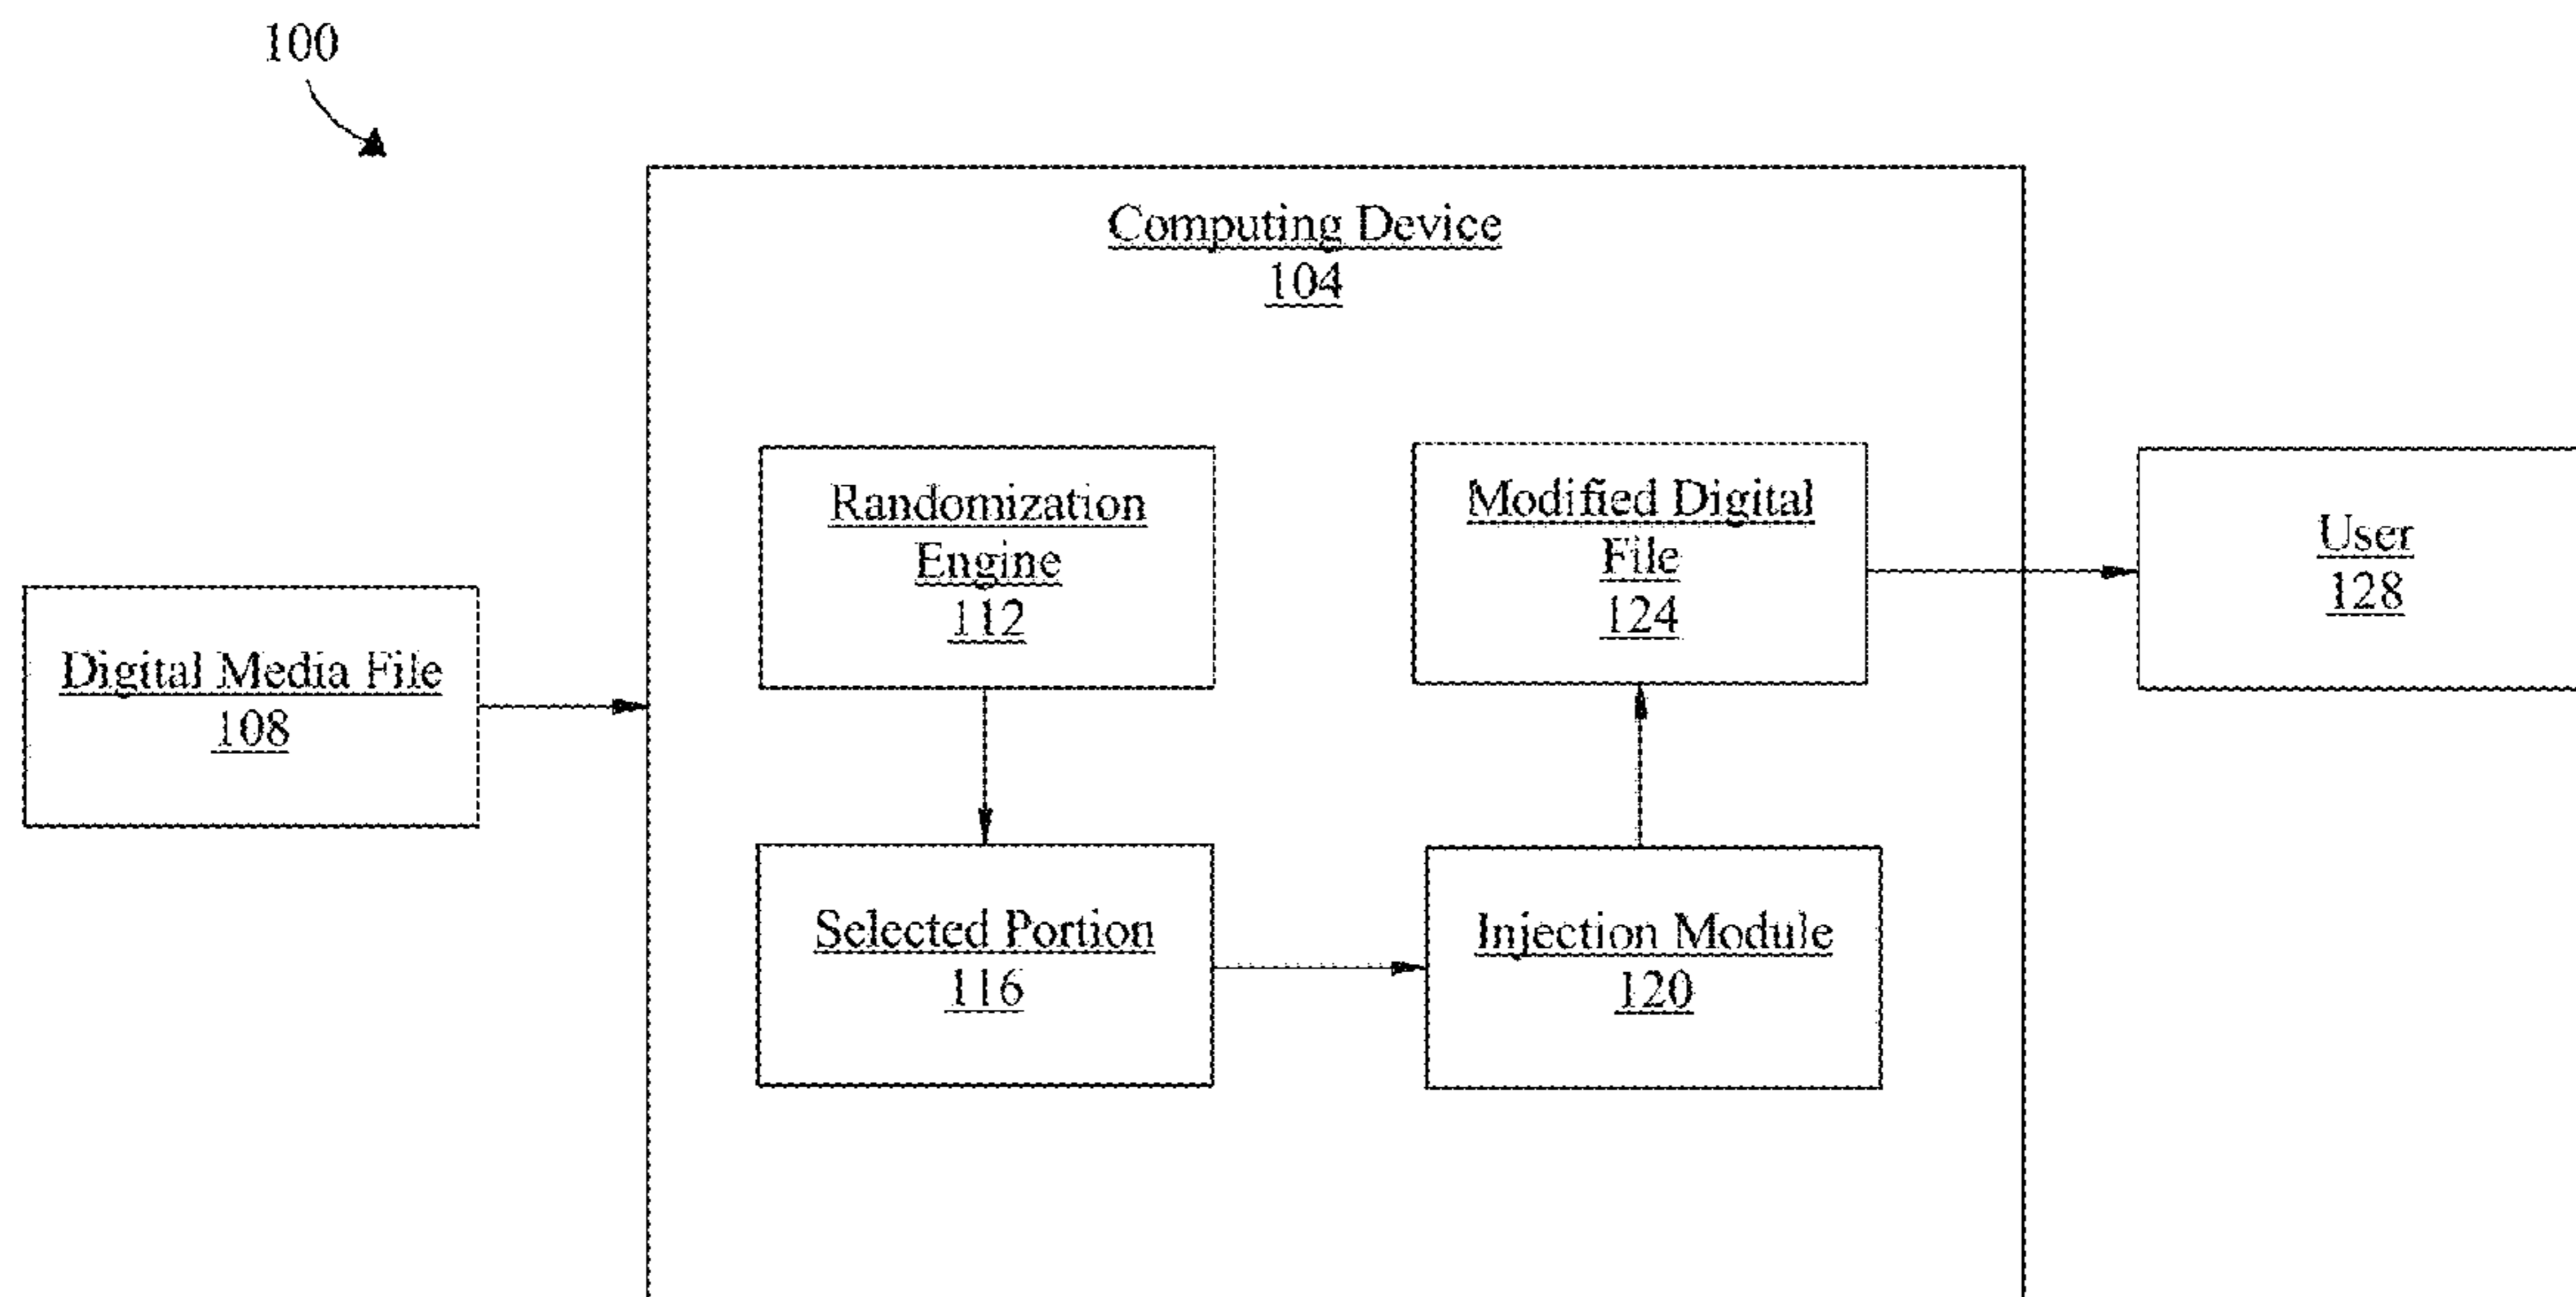 100
Computing Device
104
Randomization
Engine
112
Modified Digital
File
124
User
128
Digital Media File
108
Selected Portion
116
Injection Module
120